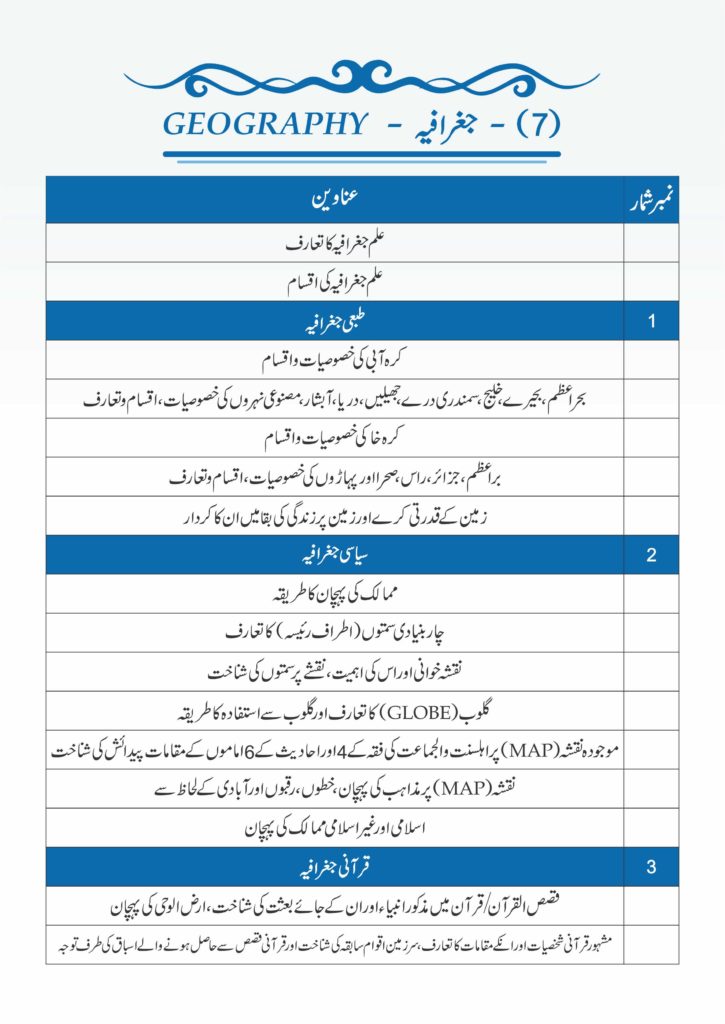 (7) - جغرافیہ - GEOGRAPHY
نمبر شمار عناوین
علم جغرافیہ کا تعارف
علم جغرافیہ کی اقسام
1 طبعی جغرافیہ
کرہ آبی کی خصوصیات و اقسام
بحر اعظم، بحیرے، خلیج، سمندری درے، جھیلیں، دریا، آبشار، مصنوعی نہروں کی خصوصیات، اقسام و تعارف
کرہ خا کی خصوصیات و اقسام
بر اعظم، جزائر، راس، صحرا اور پہاڑوں کی خصوصیات، اقسام و تعارف
زمین کے قدرتی کرے اور زمین پر زندگی کی بقا میں ان کا کردار
2 سیاسی جغرافیہ
ممالک کی پہچان کا طریقہ
چار بنیادی سمتوں (اطراف رئیسہ) کا تعارف
نقشہ خوانی اور اس کی اہمیت، نقشے پر سمتوں کی شناخت
گلوب (GLOBE) کا تعارف اور گلوب سے استفادہ کا طریقہ
موجودہ نقشہ (MAP) پر اہلسنت والجماعت کی فقہ کے 4 اور احادیث کے 6 اماموں کے مقامات پیدائش کی شناخت
نقشہ (MAP) پر مذاہب کی پہچان، خطوں، رقبوں اور آبادی کے لحاظ سے
اسلامی اور غیر اسلامی ممالک کی پہچان
3 قرآنی جغرافیہ
قصص القرآن/قرآن میں مذکور انبیاء اور ان کے جائے بعثت کی شناخت، ارض الوحی کی پہچان
مشہور قرآنی شخصیات اور انکے مقامات کا تعارف، سرزمین اقوام سابقہ کی شناخت اور قرآنی قصص سے حاصل ہونے والے اسباق کی طرف توجہ